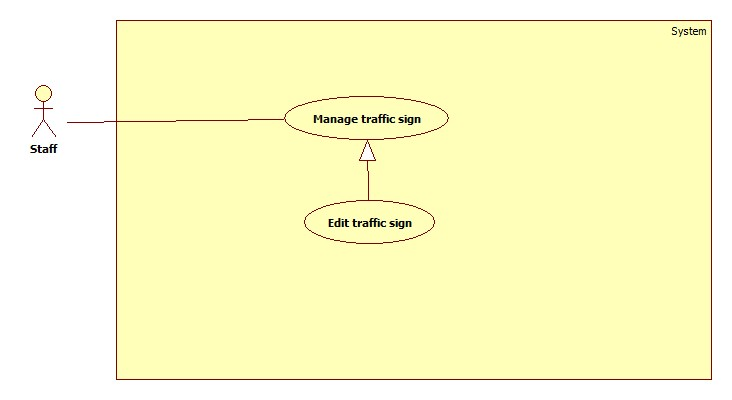 System
Manage traffic sign
Staff
Edit traffic sign